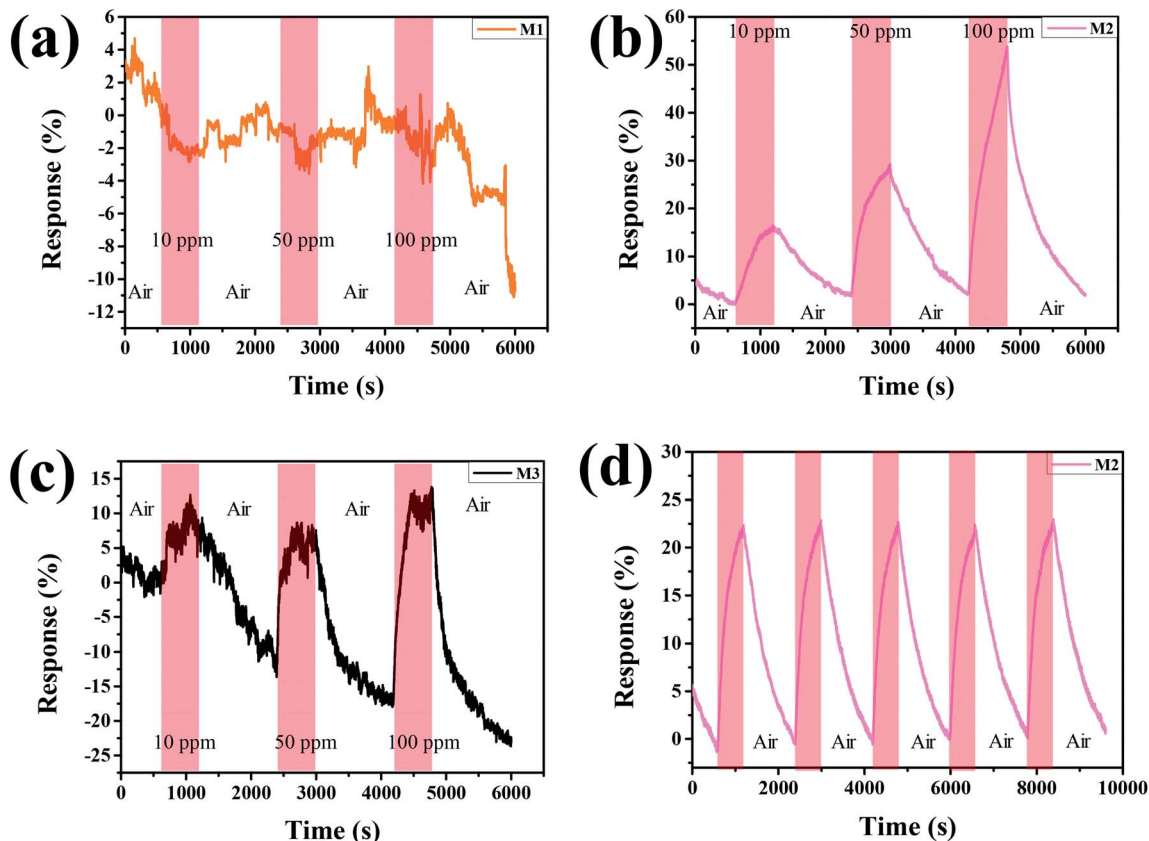 (a)
M1
6
4
2
0
-2
-4
-6
-8
-10
-12
Response (%)
10 ppm
50 ppm
100 ppm
Air
Air
Air
Air
0 1000 2000 3000 4000 5000 6000
Time (s)
(b)
M2
60
50
40
30
20
10
0
Response (%)
10 ppm
50 ppm
100 ppm
Air
Air
Air
Air
0 1000 2000 3000 4000 5000 6000
Time (s)
(c)
M3
15
10
5
0
-5
-10
-15
-20
-25
Response (%)
Air
Air
Air
Air
10 ppm
50 ppm
100 ppm
0 1000 2000 3000 4000 5000 6000
Time (s)
(d)
M2
30
25
20
15
10
5
0
Response (%)
Air
Air
Air
Air
Air
0 2000 4000 6000 8000 10000
Time (s)